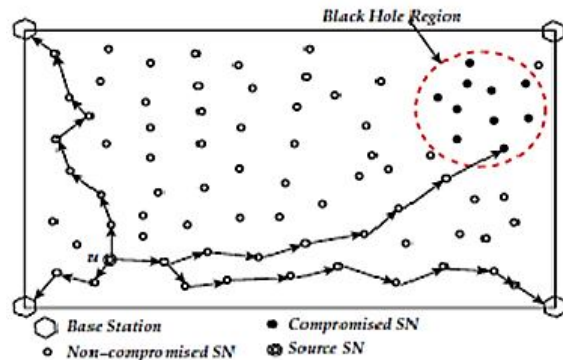 Black Hole Region
u
Base Station
Compromised SN
Non-compromised SN
Source SN